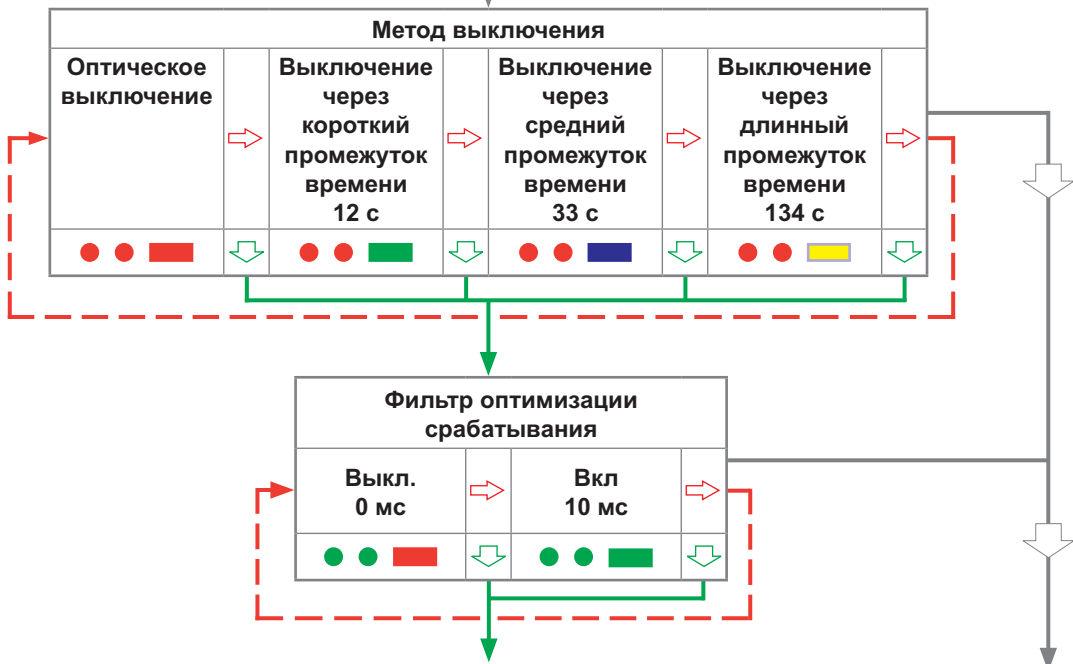 Метод выключения
Оптическое
выключение
Выключение
через
короткий
промежуток
времени
12 с
Выключение
через
средний
промежуток
времени
33 с
Выключение
через
длинный
промежуток
времени
134 с
Фильтр оптимизации
срабатывания
Выкл.
0 мс
Вкл
10 мс